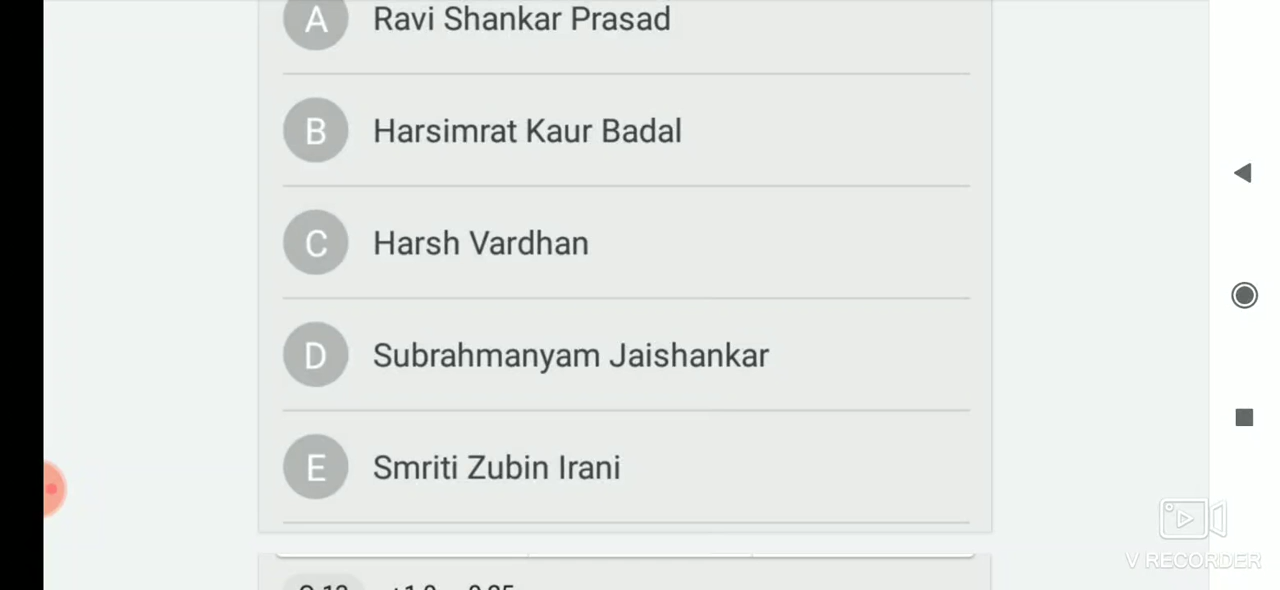 A Ravi Shankar Prasad
B Harsimrat Kaur Badal
C Harsh Vardhan
D Subrahmanyam Jaishankar
E Smriti Zubin Irani
V RECORDER